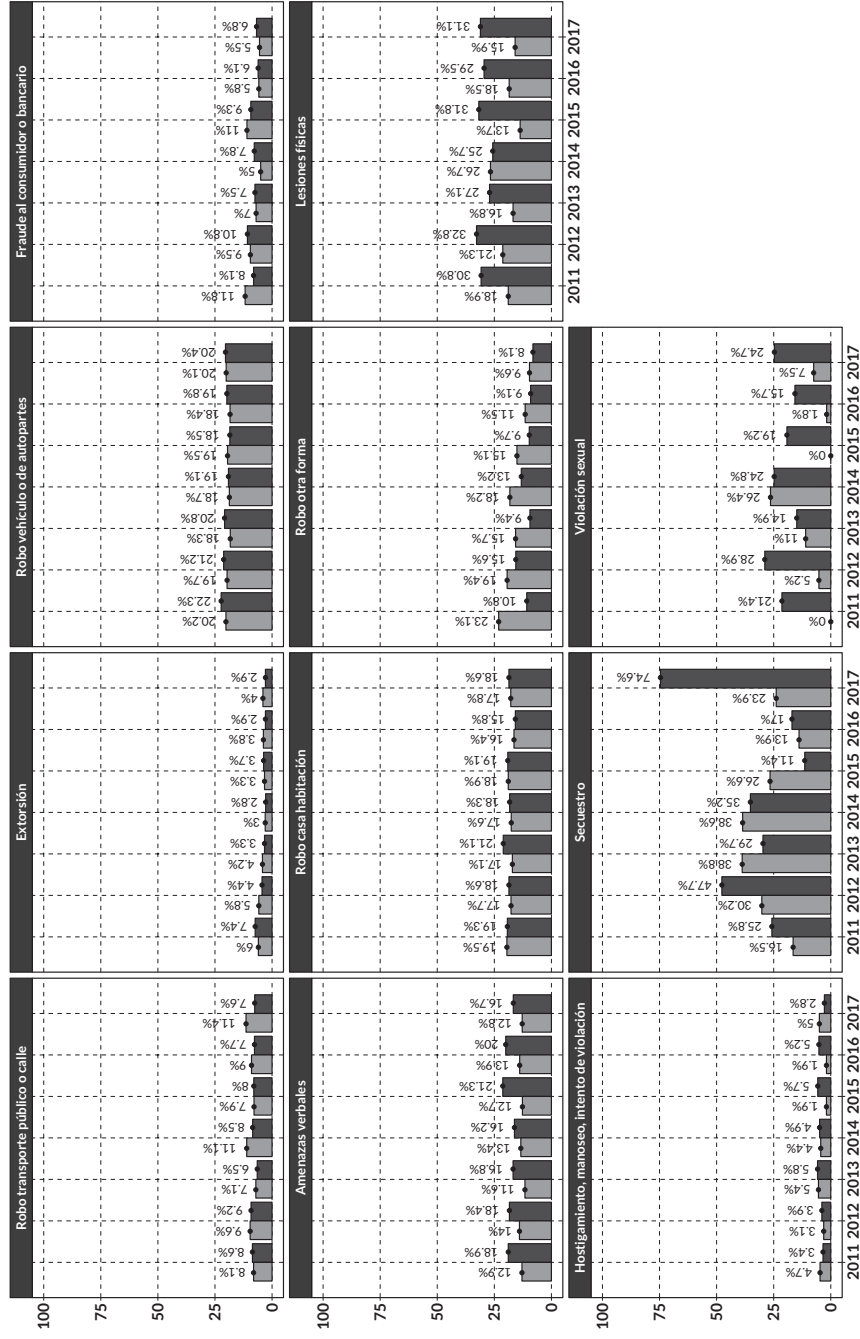 Robo transporte público o calle
100
75
50
25
0
8.1% 8.6% 9.6% 9.2% 7.1% 6.5% 11.1% 8.5% 7.9% 8% 9% 7.7% 11.4% 7.6%
Extorsión
6% 7.4% 5.8% 4.4% 4.2% 3.3% 3% 2.8% 3.3% 3.7% 3.8% 2.9% 4% 2.9%
Robo vehículo o de autopartes
20.2% 22.3% 19.7% 21.2% 18.3% 20.8% 18.7% 19.1% 19.5% 18.5% 18.4% 19.8% 20.1% 20.4%
Fraude al consumidor o bancario
11.8% 8.1% 9.5% 10.8% 7% 7.5% 5% 7.8% 11% 9.3% 5.8% 6.1% 5.5% 6.8%
Amenazas verbales
100
75
50
25
0
12.9% 18.9% 14% 18.4% 11.6% 16.8% 13.4% 16.2% 12.7% 21.3% 13.9% 20% 12.8% 16.7%
Robo casa habitación
19.5% 19.3% 17.7% 18.6% 17.1% 21.1% 17.6% 18.3% 18.9% 19.1% 16.4% 15.8% 17.8% 18.6%
Robo otra forma
23.1% 10.8% 19.4% 15.6% 15.7% 9.4% 18.2% 13.2% 15.1% 9.7% 11.5% 9.1% 9.6% 8.1%
Lesiones físicas
18.9% 30.8% 21.3% 32.8% 16.8% 27.1% 26.7% 25.7% 13.7% 31.8% 18.5% 29.5% 15.9% 31.1%
2011 2012 2013 2014 2015 2016 2017
Hostigamiento, manoseo, intento de violación
100
75
50
25
0
4.7% 3.4% 3.1% 3.9% 5.4% 5.8% 4.4% 4.9% 1.9% 5.7% 1.9% 5.2% 5% 2.8%
2011 2012 2013 2014 2015 2016 2017
Secuestro
16.5% 25.8% 30.2% 47.7% 38.8% 29.7% 38.6% 35.2% 26.6% 11.4% 13.9% 17% 23.9% 74.6%
2011 2012 2013 2014 2015 2016 2017
Violación sexual
0% 21.4% 5.2% 28.9% 11% 14.9% 26.4% 24.8% 0% 19.2% 1.8% 15.7% 7.5% 24.7%
2011 2012 2013 2014 2015 2016 2017